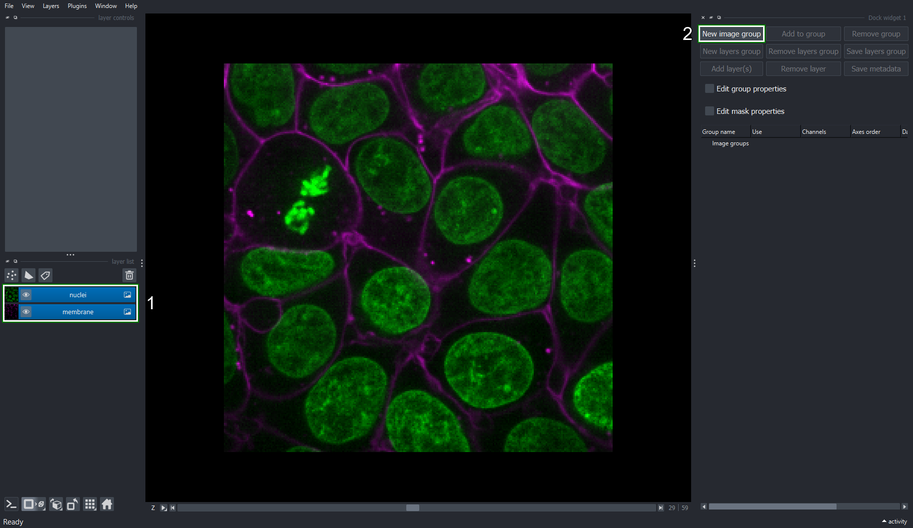 File View Layers Plugins Window Help
layer controls
layer list
nuclei
membrane
1
2
Dock widget 1
New image group Add to group Remove group
New layers group Remove layers group Save layers group
Add layer(s) Remove layer Save metadata
Edit group properties
Edit mask properties
Group name Use Channels Axes order
Image groups
Z 29 59
Ready
activity